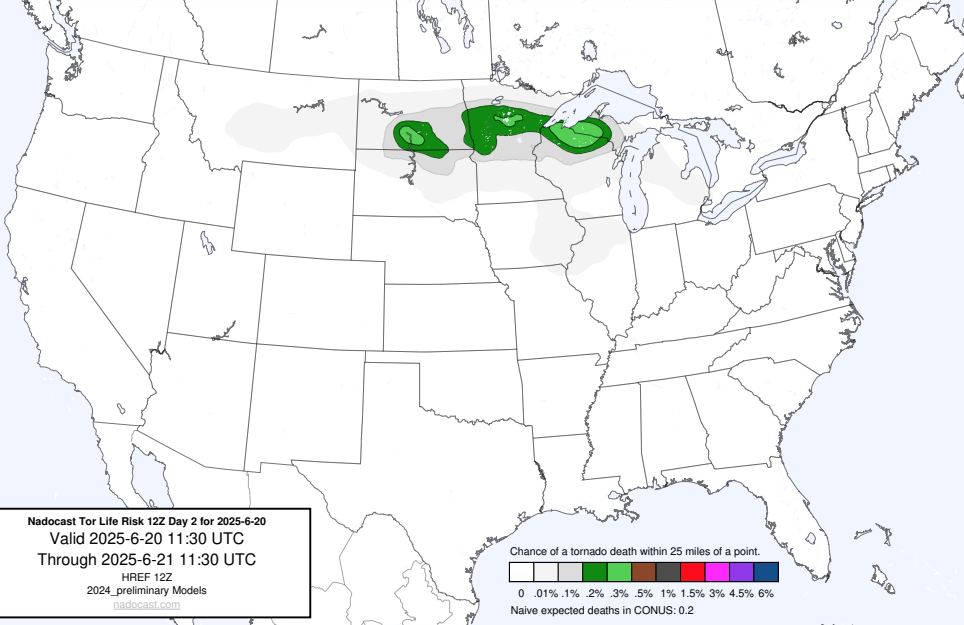 Nadocast Tor Life Risk 12Z Day 2 for 2025-6-20
Valid 2025-6-20 11:30 UTC
Through 2025-6-21 11:30 UTC
HREF 12Z
2024_preliminary Models
nadocast.com
Chance of a tornado death within 25 miles of a point.
0 .01% .1% .2% .3% .5% 1% 1.5% 3% 4.5% 6%
Naive expected deaths in CONUS: 0.2